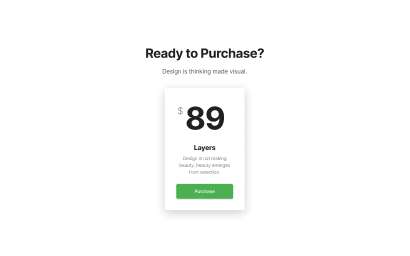 Ready to Purchase?
Design is thinking made visual.
$ 89
Layers
Design is not making
beauty, beauty emerges
from selection
Purchase